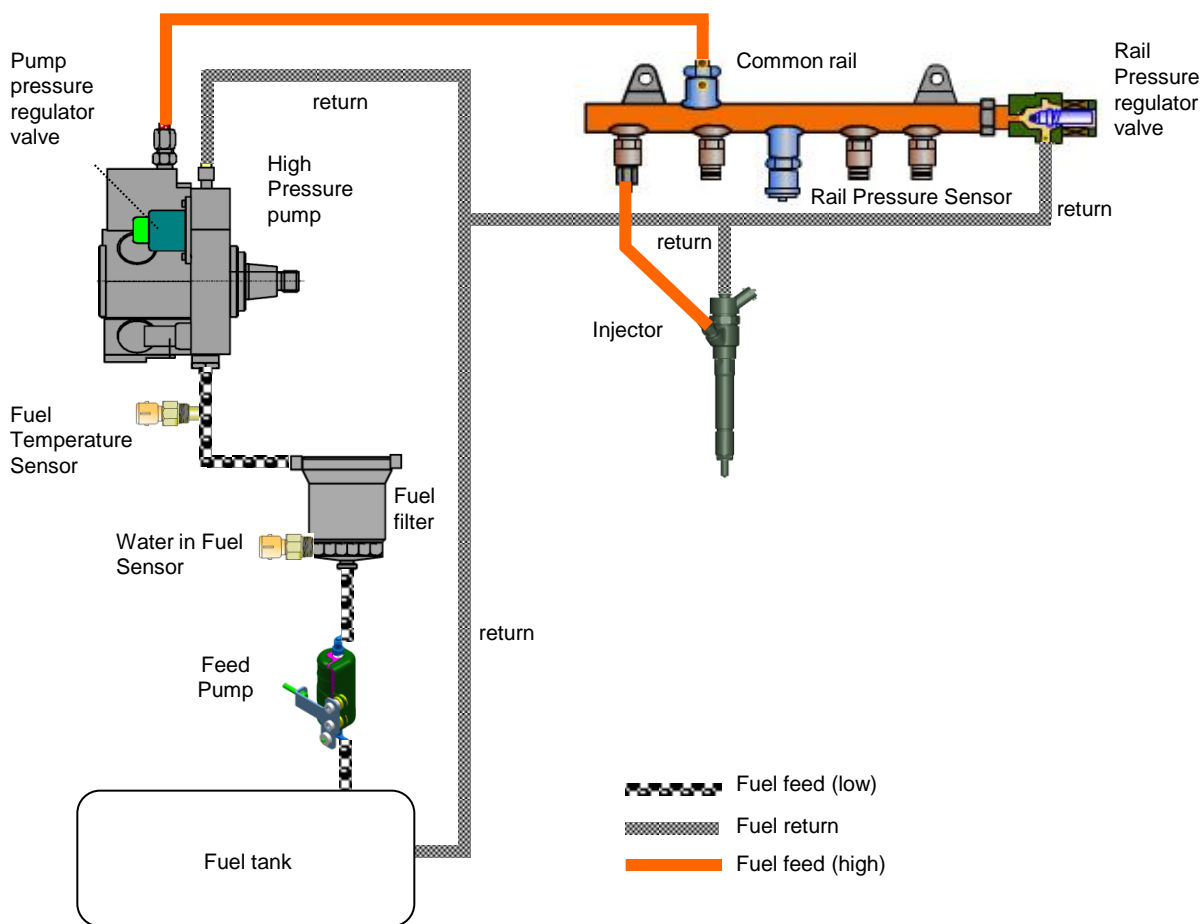 Pump
pressure
regulator
valve
return
High
Pressure
pump
Common rail
Rail
Pressure
regulator
valve
Rail Pressure Sensor
return
return
Injector
Fuel
Temperature
Sensor
Fuel
filter
Water in Fuel
Sensor
return
Feed
Pump
Fuel tank
Fuel feed (low)
Fuel return
Fuel feed (high)